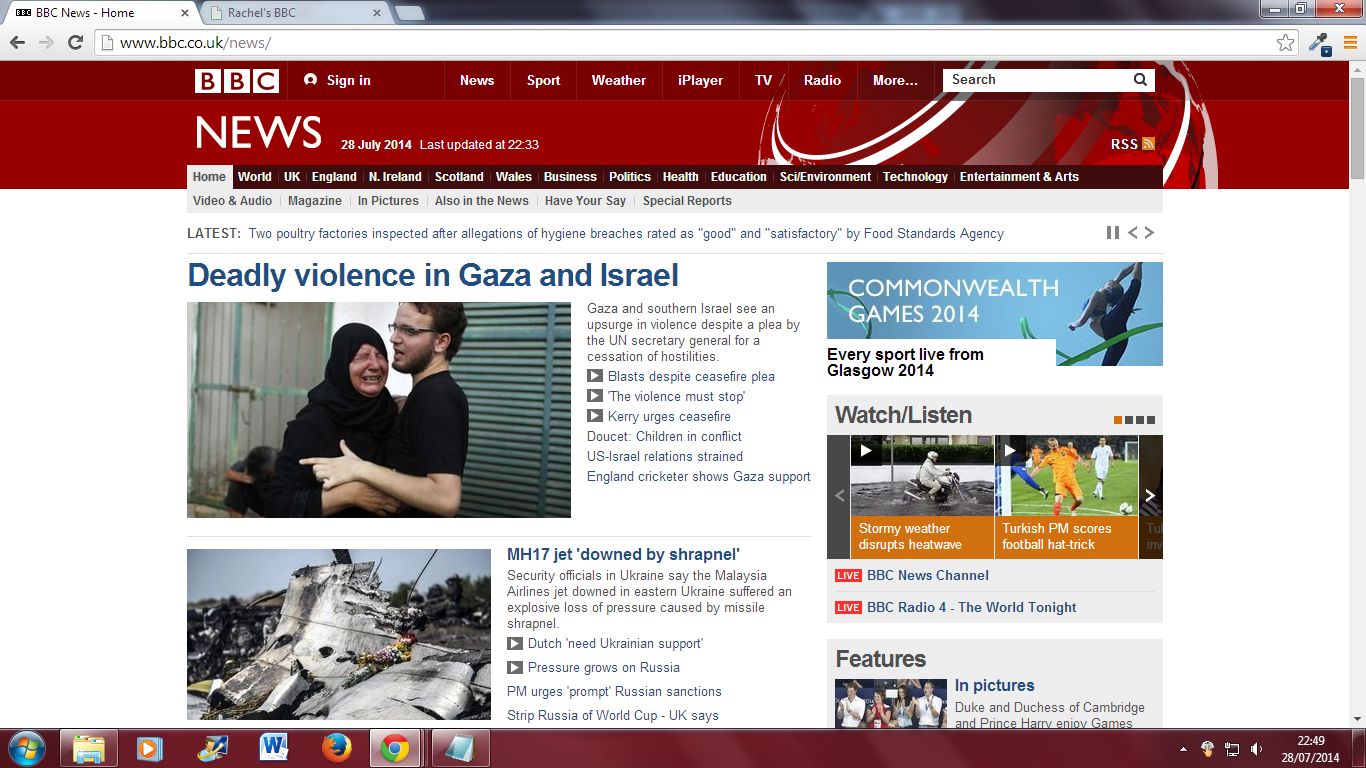 BBC News - Home
Rachel's BBC
www.bbc.co.uk/news/
BBC Sign in News Sport Weather iPlayer TV Radio More... Search
NEWS 28 July 2014 Last updated at 22:33 RSS
Home World UK England N. Ireland Scotland Wales Business Politics Health Education Sci/Environment Technology Entertainment & Arts
Video & Audio Magazine In Pictures Also in the News Have Your Say Special Reports
LATEST: Two poultry factories inspected after allegations of hygiene breaches rated as "good" and "satisfactory" by Food Standards Agency
Deadly violence in Gaza and Israel
Gaza and southern Israel see an
upsurge in violence despite a plea by
the UN secretary general for a
cessation of hostilities.
Blasts despite ceasefire plea
'The violence must stop'
Kerry urges ceasefire
Doucet: Children in conflict
US-Israel relations strained
England cricketer shows Gaza support
MH17 jet 'downed by shrapnel'
Security officials in Ukraine say the Malaysia
Airlines jet downed in eastern Ukraine suffered an
explosive loss of pressure caused by missile
shrapnel.
Dutch 'need Ukrainian support'
Pressure grows on Russia
PM urges 'prompt' Russian sanctions
Strip Russia of World Cup - UK says
COMMONWEALTH
GAMES 2014
Every sport live from
Glasgow 2014
Watch/Listen
Stormy weather
disrupts heatwave
Turkish PM scores
football hat-trick
LIVE BBC News Channel
LIVE BBC Radio 4 - The World Tonight
Features
In pictures
Duke and Duchess of Cambridge
and Prince Harry enjoy Games
22:49
28/07/2014